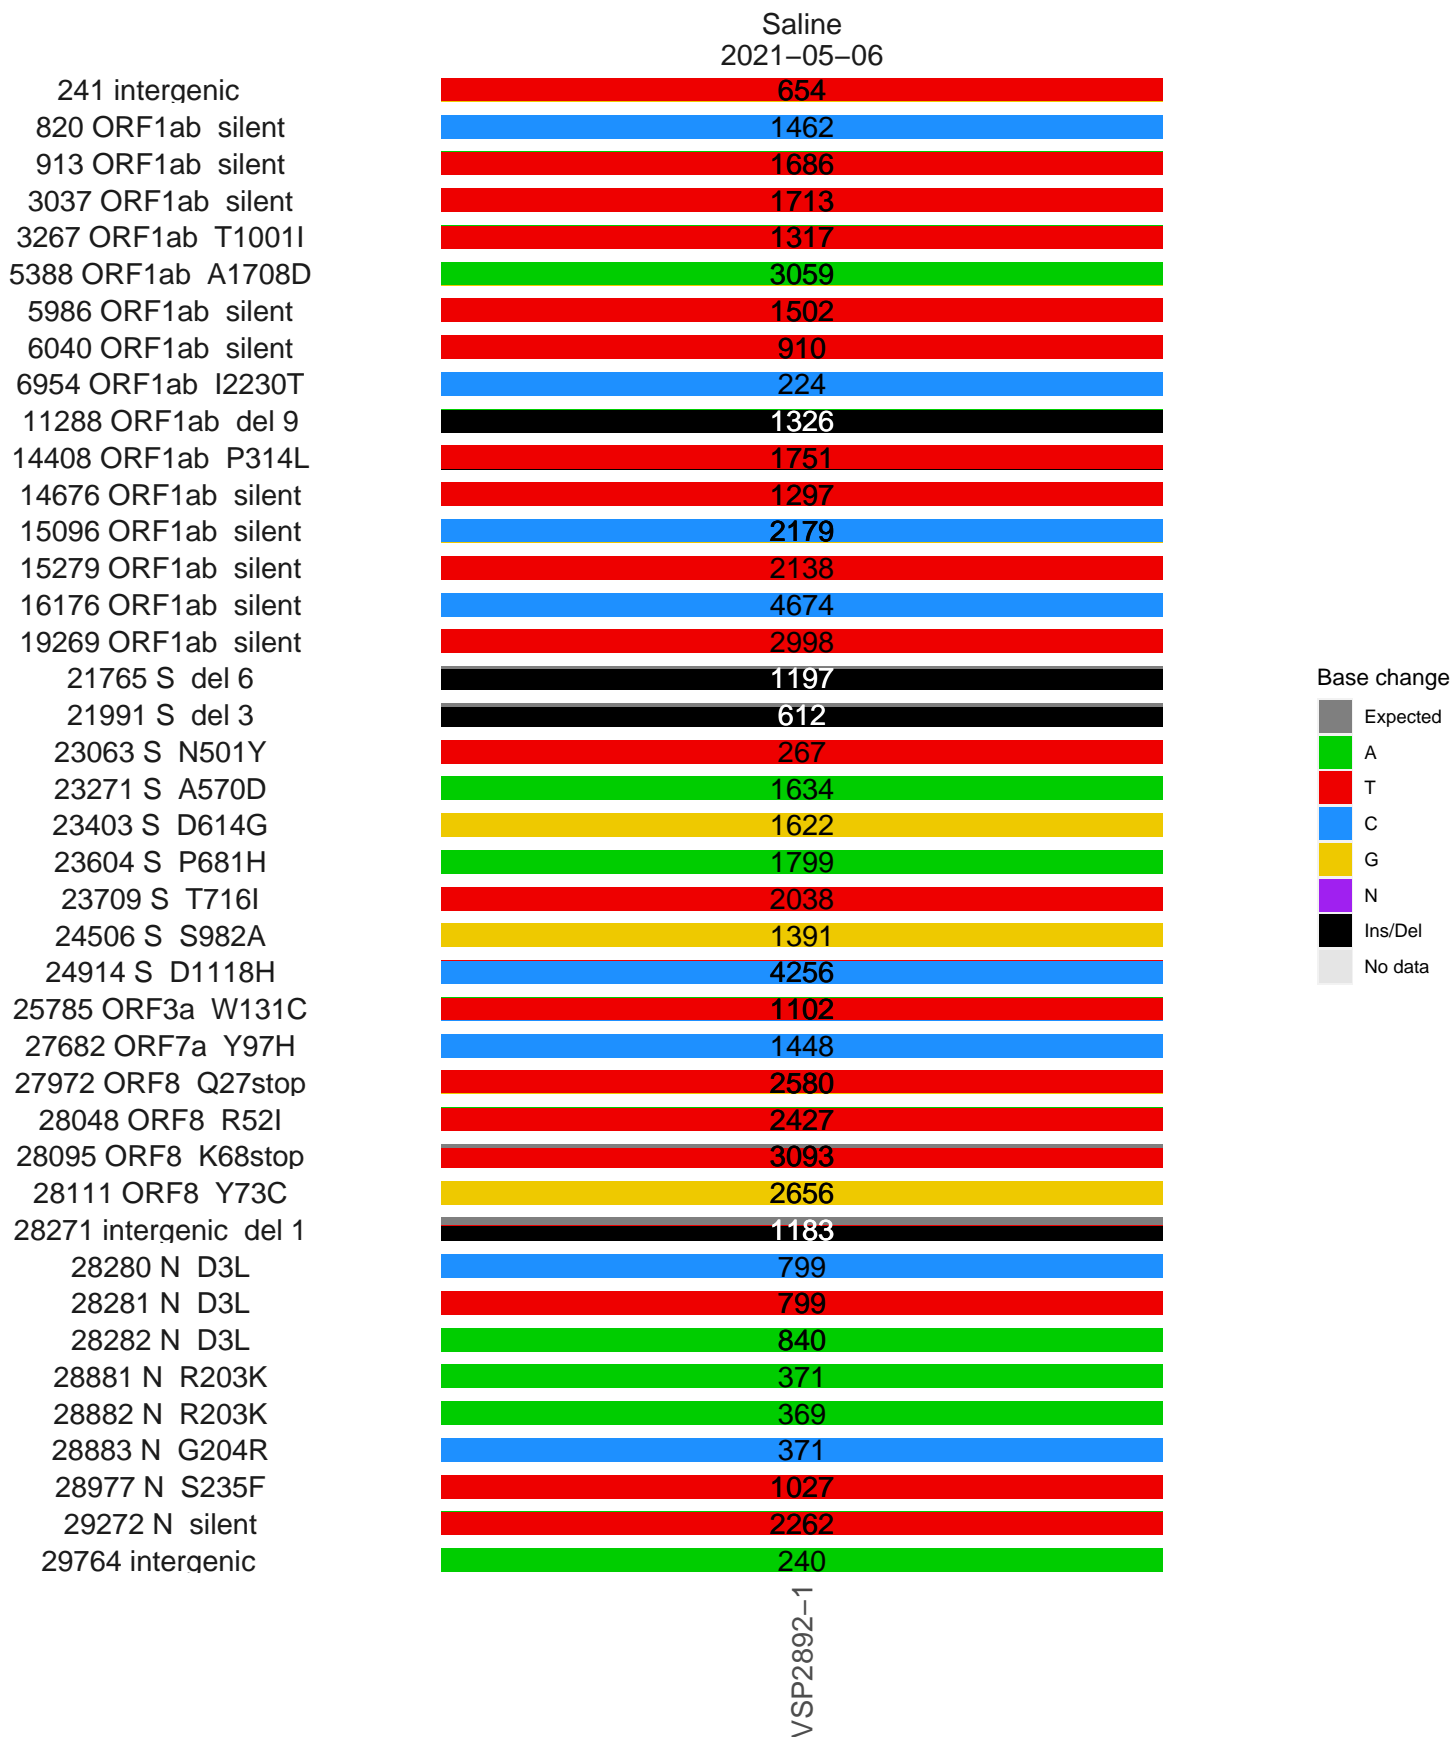 Saline
2021−05−06
241 intergenic 654
820 ORF1ab silent 1462
913 ORF1ab silent 1686
3037 ORF1ab silent 1713
3267 ORF1ab T1001I 1317
5388 ORF1ab A1708D 3059
5986 ORF1ab silent 1502
6040 ORF1ab silent 910
6954 ORF1ab I2230T 224
11288 ORF1ab del 9 1326
14408 ORF1ab P314L 1751
14676 ORF1ab silent 1297
15096 ORF1ab silent 2179
15279 ORF1ab silent 2138
16176 ORF1ab silent 4674
19269 ORF1ab silent 2998
21765 S del 6 1197
21991 S del 3 612
23063 S N501Y 267
23271 S A570D 1634
23403 S D614G 1622
23604 S P681H 1799
23709 S T716I 2038
24506 S S982A 1391
24914 S D1118H 4256
25785 ORF3a W131C 1102
27682 ORF7a Y97H 1448
27972 ORF8 Q27stop 2580
28048 ORF8 R52I 2427
28095 ORF8 K68stop 3093
28111 ORF8 Y73C 2656
28271 intergenic del 1 1183
28280 N D3L 799
28281 N D3L 799
28282 N D3L 840
28881 N R203K 371
28882 N R203K 369
28883 N G204R 371
28977 N S235F 1027
29272 N silent 2262
29764 intergenic 240
VSP2892−1
Base change
Expected
A
T
C
G
N
Ins/Del
No data